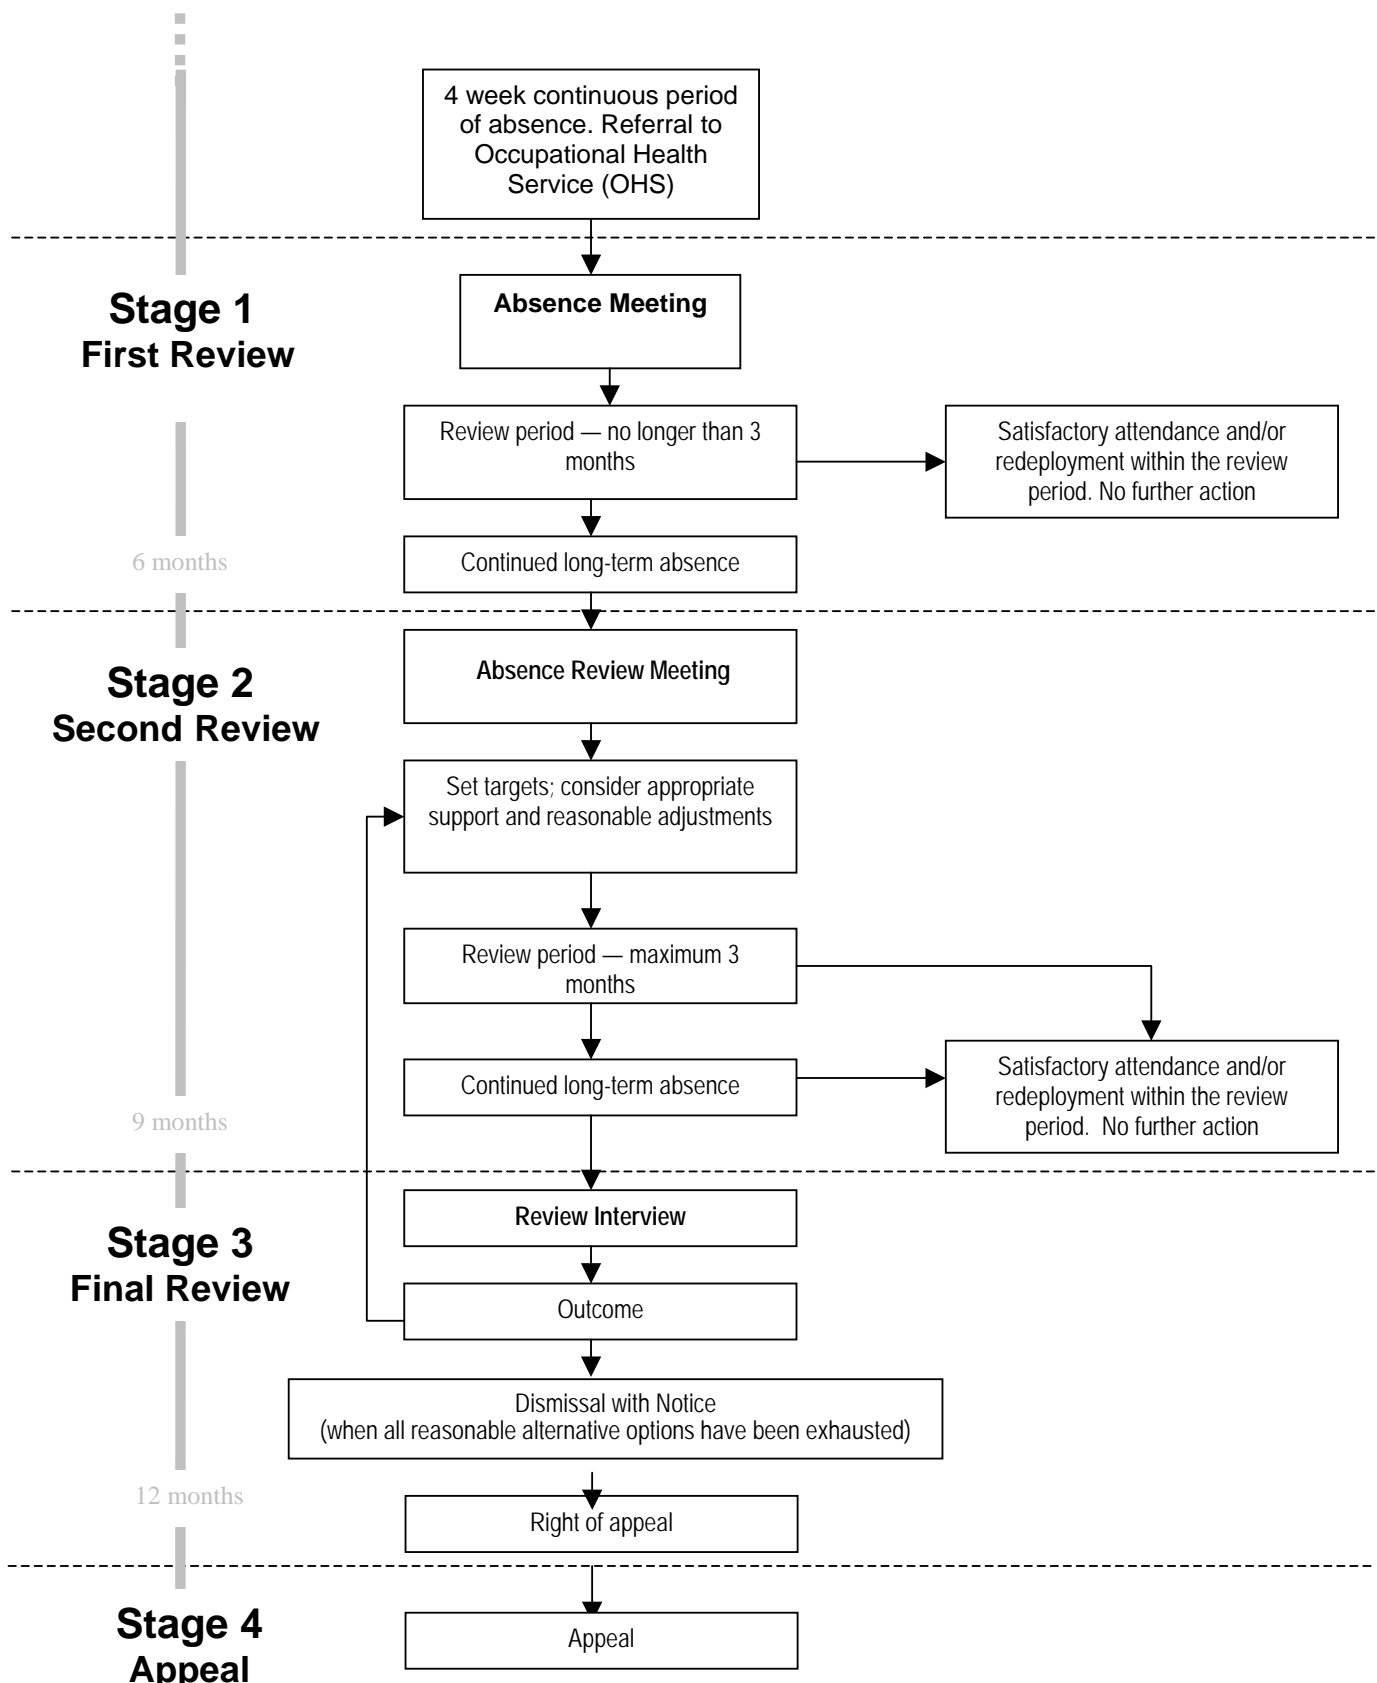 4 week continuous period
of absence. Referral to
Occupational Health
Service (OHS)
Stage 1
First Review
Absence Meeting
Review period — no longer than 3
months
Satisfactory attendance and/or
redeployment within the review
period. No further action
6 months
Continued long-term absence
Stage 2
Second Review
Absence Review Meeting
Set targets; consider appropriate
support and reasonable adjustments
Review period — maximum 3
months
Continued long-term absence
Satisfactory attendance and/or
redeployment within the review
period.  No further action
9 months
Stage 3
Final Review
Review Interview
Outcome
Dismissal with Notice
(when all reasonable alternative options have been exhausted)
12 months
Right of appeal
Stage 4
Appeal
Appeal